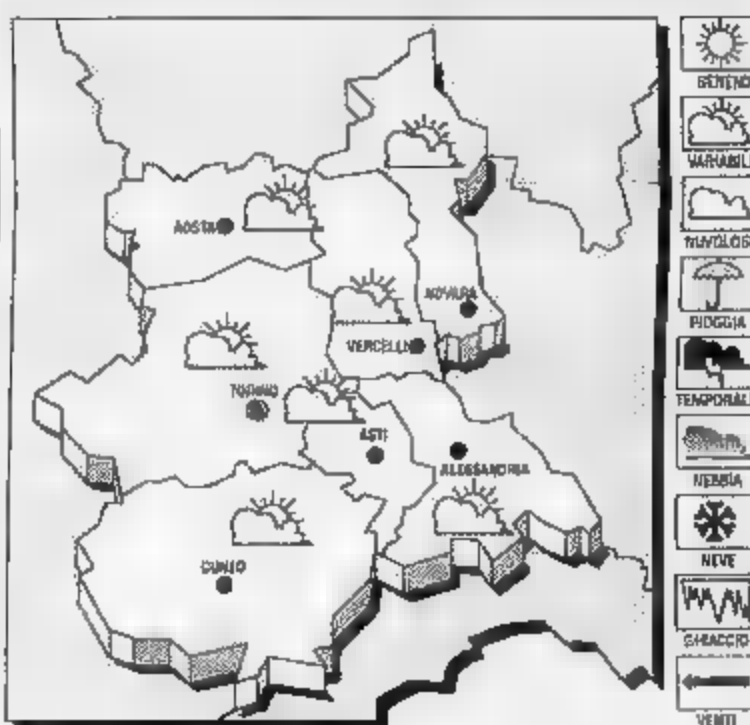 SERENO
VARIABILE
NUVOLOSO
PIOGGIA
TEMPORALE
NEBBIA
NEVE
GHIACCIO
VENTI
AOSTA
NOVARA
VERCELLI
TORINO
ASTI
ALESSANDRIA
CUNEO